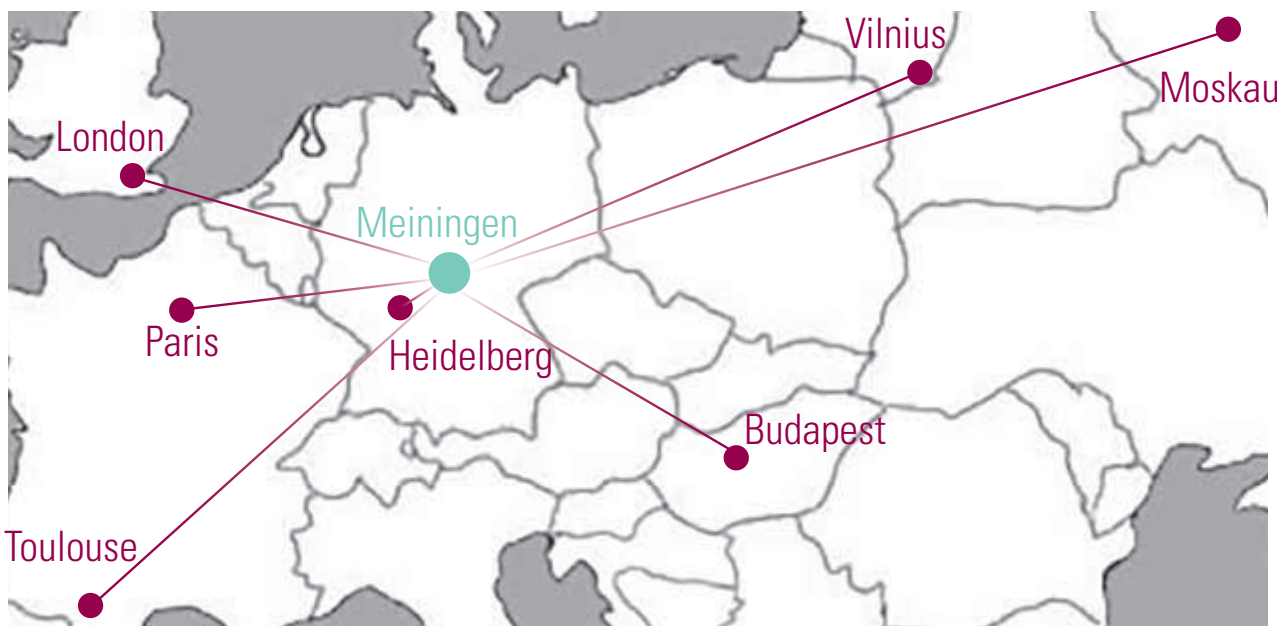 Vilnius
Moskau
London
Meiningen
Paris
Heidelberg
Budapest
Toulouse